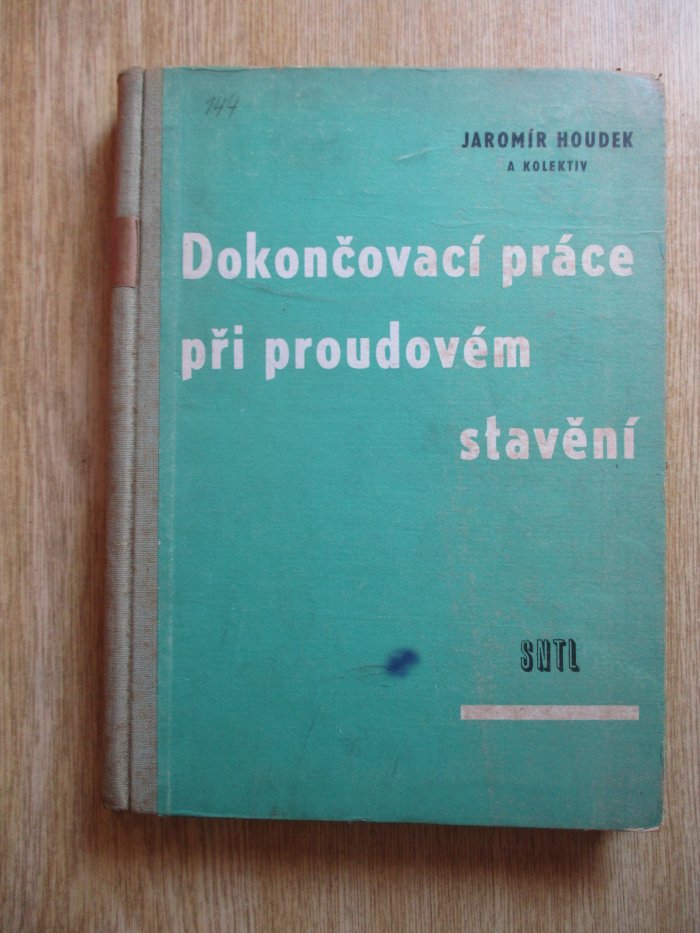 144
JAROMÍR HOUDEK
A KOLEKTIV
Dokončovací práce
při proudovém
stavění
SNTL